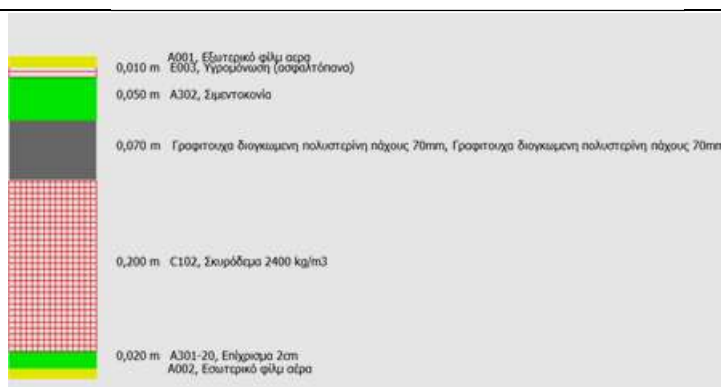 A001, Εξωτερικό φίλμ αερα
0,010 m E003, Υγρομόνωση (ασφαλτόπανα)
0,050 m A302, Σιμεντοκονία
0,070 m Γραφιτουχα διογκωμενη πολυστερίνη πάχους 70mm, Γραφιτουχα διογκωμενη πολυστερίνη πάχους 70mm
0,200 m C102, Σκυρόδεμα 2400 kg/m3
0,020 m A301-20, Επίχρισμα 2cm
A002, Εσωτερικό φίλμ αέρα